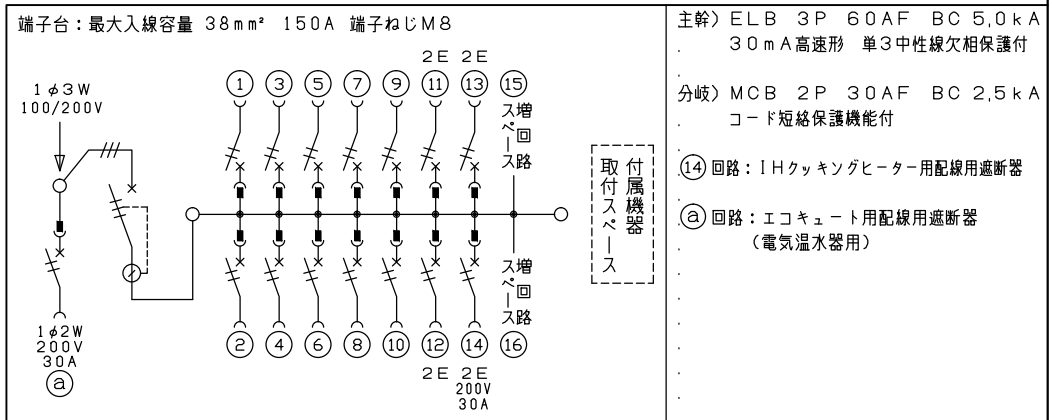 端子台：最大入線容量 38mm² 150A 端子ねじM8
1φ3W
100/200V
2E 2E
① ③ ⑤ ⑦ ⑨ ⑪ ⑬ ⑮
増回路
スペース
付属機器
取付スペース
増回路
スペース
② ④ ⑥ ⑧ ⑩ ⑫ ⑭ ⑯
2E 2E
200V
30A
1φ2W
200V
30A
ⓐ
主幹）ELB 3P 60AF BC 5,0kA
30mA高速形 単3中性線欠相保護付
分岐）MCB 2P 30AF BC 2,5kA
コード短絡保護機能付
⑭回路：IHクッキングヒーター用配線用遮断器
ⓐ回路：エコキュート用配線用遮断器
（電気温水器用）